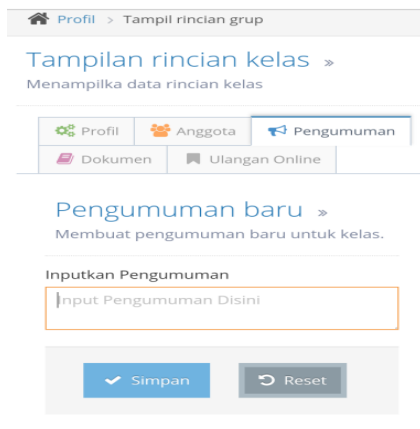 Profil > Tampil rincian grup
Tampilan rincian kelas »
Menampilka data rincian kelas
Profil Anggota Pengumuman
Dokumen Ulangan Online
Pengumuman baru »
Membuat pengumuman baru untuk kelas.
Inputkan Pengumuman
Input Pengumuman Disini
Simpan Reset